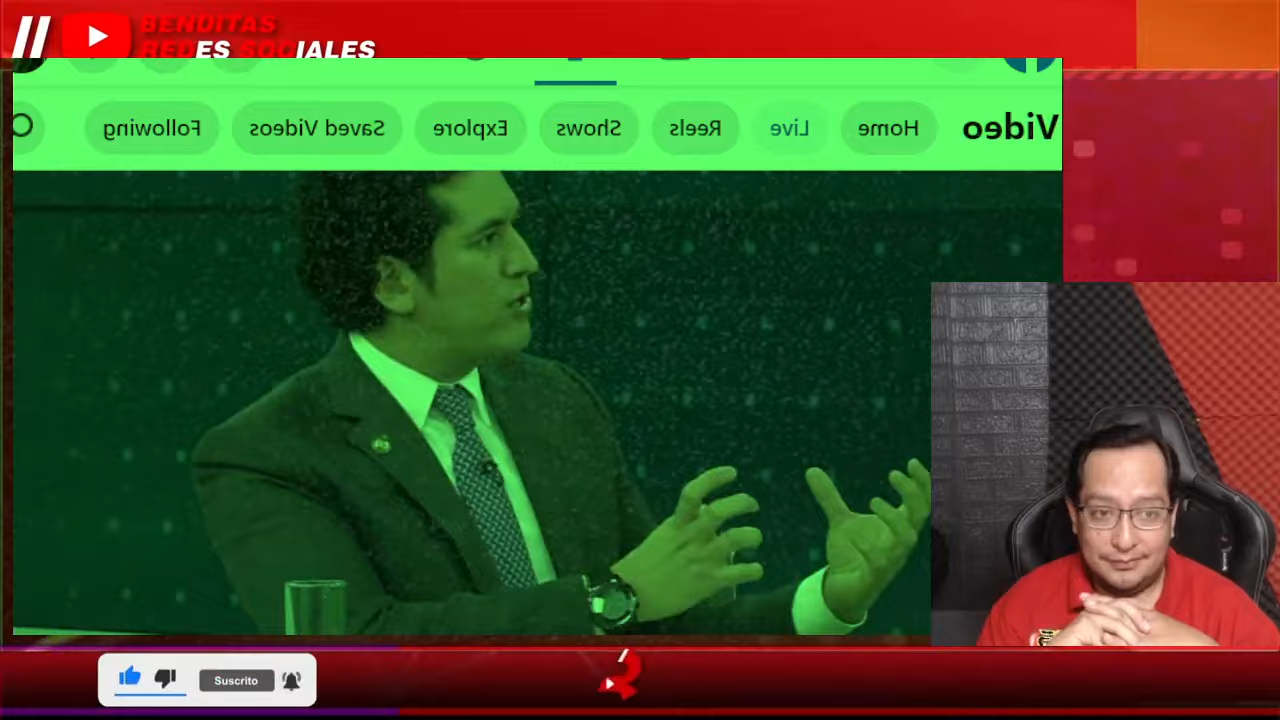 BENDITAS
REDES SOCIALES
Video Home Live Reels Shows Explore Saved Videos Following
Suscrito